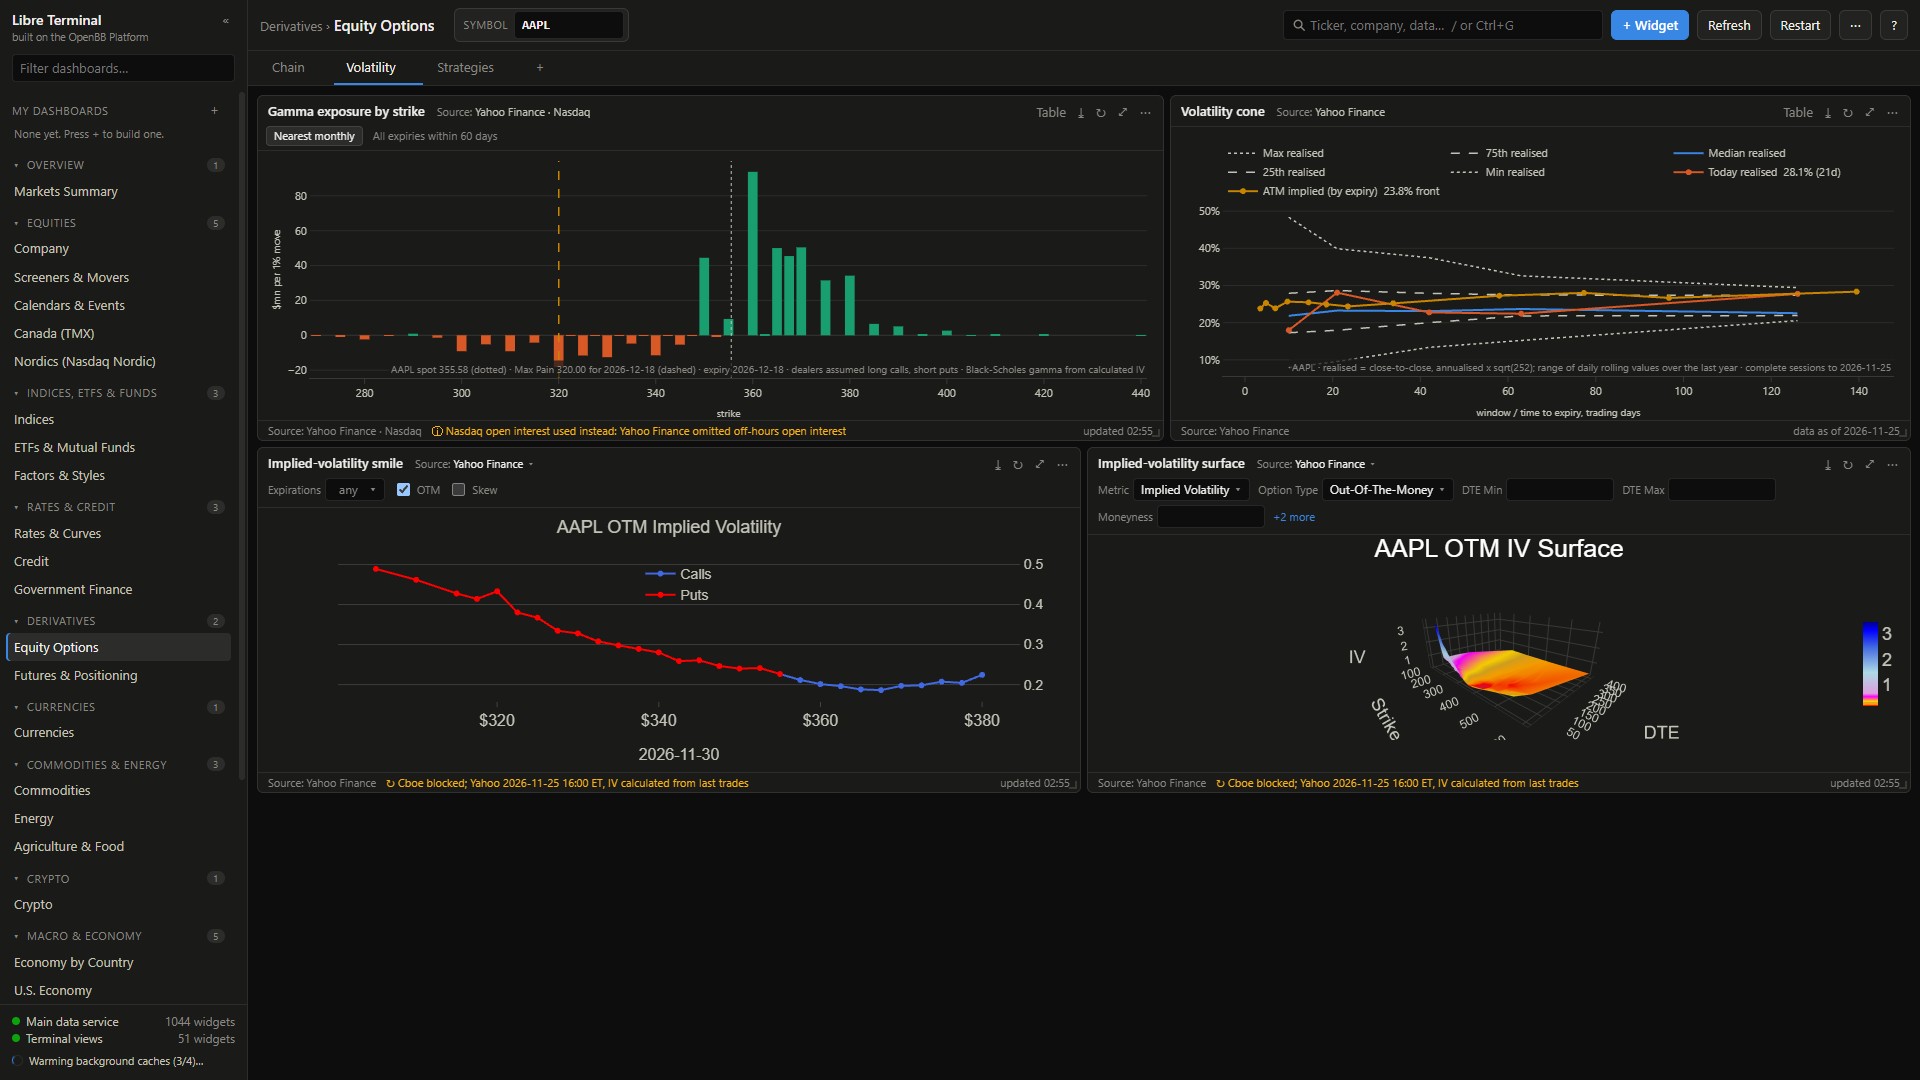 Libre Terminal
«
built on the OpenBB Platform
Filter dashboards...
MY DASHBOARDS +
None yet. Press + to build one.
OVERVIEW 1
Markets Summary
EQUITIES 5
Company
Screeners & Movers
Calendars & Events
Canada (TMX)
Nordics (Nasdaq Nordic)
INDICES, ETFS & FUNDS 3
Indices
ETFs & Mutual Funds
Factors & Styles
RATES & CREDIT 3
Rates & Curves
Credit
Government Finance
DERIVATIVES 2
Equity Options
Futures & Positioning
CURRENCIES 1
Currencies
COMMODITIES & ENERGY 3
Commodities
Energy
Agriculture & Food
CRYPTO 1
Crypto
MACRO & ECONOMY 5
Economy by Country
U.S. Economy
Main data service 1044 widgets
Terminal views 51 widgets
Warming background caches (3/4)...
Derivatives › Equity Options
SYMBOL AAPL
Ticker, company, data... / or Ctrl+G
+ Widget
Refresh
Restart
...
?
Chain Volatility Strategies +
Gamma exposure by strike Source: Yahoo Finance · Nasdaq Table
Nearest monthly All expiries within 60 days
$mn per 1% move
80
60
40
20
0
−20
AAPL spot 355.58 (dotted) · Max Pain 320.00 for 2026-12-18 (dashed) · expiry 2026-12-18 · dealers assumed long calls, short puts · Black-Scholes gamma from calculated IV
280 300 320 340 360 380 400 420 440
strike
Source: Yahoo Finance · Nasdaq Nasdaq open interest used instead: Yahoo Finance omitted off-hours open interest updated 02:55
Volatility cone Source: Yahoo Finance Table
Max realised 75th realised Median realised
25th realised Min realised Today realised 28.1% (21d)
ATM implied (by expiry) 23.8% front
50%
40%
30%
20%
10%
AAPL · realised = close-to-close, annualised x sqrt(252); range of daily rolling values over the last year · complete sessions to 2026-11-25
0 20 40 60 80 100 120 140
window / time to expiry, trading days
Source: Yahoo Finance data as of 2026-11-25
Implied-volatility smile Source: Yahoo Finance
Expirations any OTM Skew
AAPL OTM Implied Volatility
Calls
Puts
0.5
0.4
0.3
0.2
$320 $340 $360 $380
2026-11-30
Source: Yahoo Finance Cboe blocked; Yahoo 2026-11-25 16:00 ET, IV calculated from last trades updated 02:55
Implied-volatility surface Source: Yahoo Finance
Metric Implied Volatility Option Type Out-Of-The-Money DTE Min DTE Max
Moneyness +2 more
AAPL OTM IV Surface
IV
3
2
1
100
200
300
400
500
Strike
50
DTE
3
2
1
Source: Yahoo Finance Cboe blocked; Yahoo 2026-11-25 16:00 ET, IV calculated from last trades updated 02:55